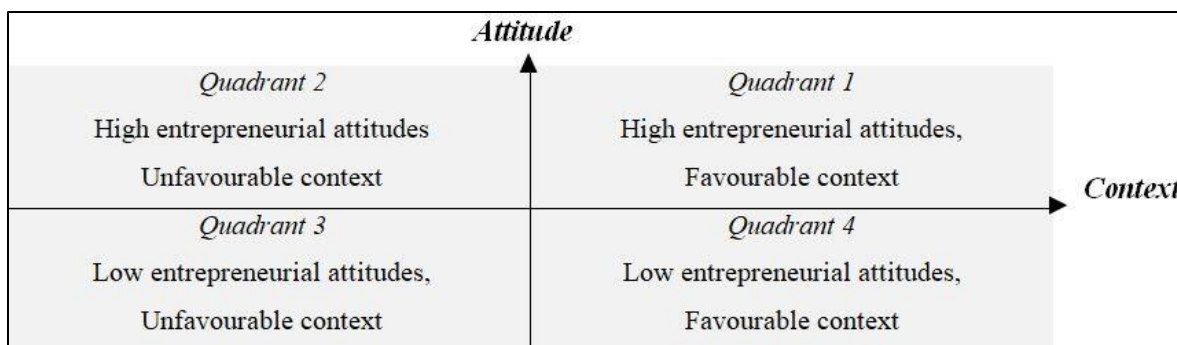 Attitude
Quadrant 2
High entrepreneurial attitudes
Unfavourable context
Quadrant 1
High entrepreneurial attitudes,
Favourable context
Context
Quadrant 3
Low entrepreneurial attitudes,
Unfavourable context
Quadrant 4
Low entrepreneurial attitudes,
Favourable context